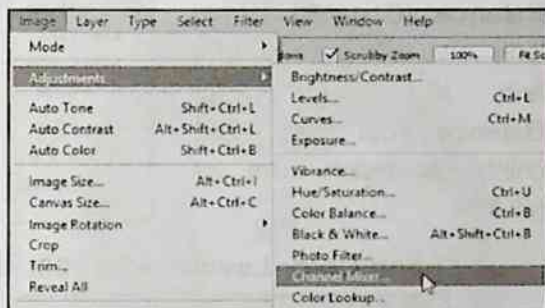 Image Layer Type Select Filter View Window Help
Mode
Scrubby Zoom 100%
Adjustments
Auto Tone Shift+Ctrl+L
Auto Contrast Alt+Shift+Ctrl+L
Auto Color Shift+Ctrl+B
Image Size... Alt+Ctrl+I
Canvas Size... Alt+Ctrl+C
Image Rotation
Crop
Trim...
Reveal All
Brightness/Contrast...
Levels... Ctrl+L
Curves... Ctrl+M
Exposure...
Vibrance...
Hue/Saturation... Ctrl+U
Color Balance... Ctrl+B
Black & White... Alt+Shift+Ctrl+B
Photo Filter...
Channel Mixer...
Color Lookup...